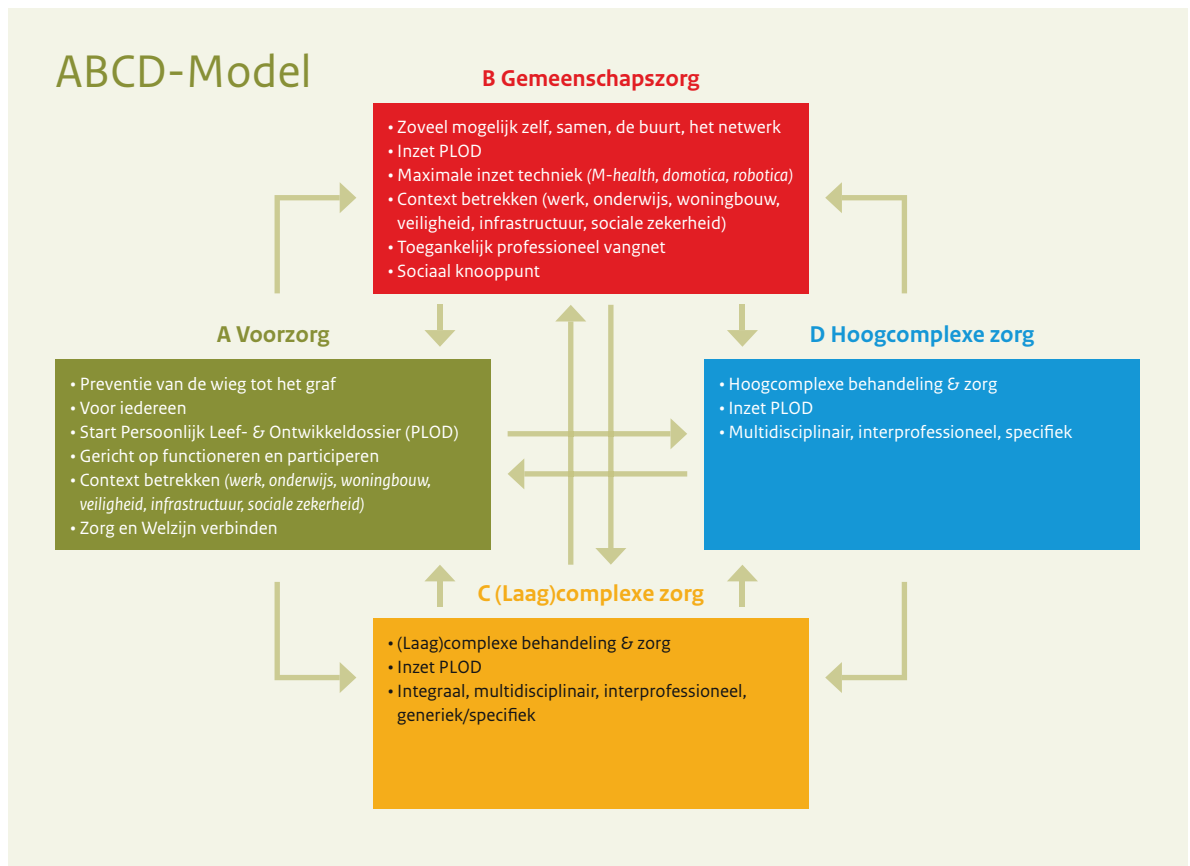 ABCD-Model
B Gemeenschapszorg
• Zoveel mogelijk zelf, samen, de buurt, het netwerk
• Inzet PLOD
• Maximale inzet techniek (M-health, domotica, robotica)
• Context betrekken (werk, onderwijs, woningbouw,
veiligheid, infrastructuur, sociale zekerheid)
• Toegankelijk professioneel vangnet
• Sociaal knooppunt
A Voorzorg
• Preventie van de wieg tot het graf
• Voor iedereen
• Start Persoonlijk Leef- & Ontwikkeldossier (PLOD)
• Gericht op functioneren en participeren
• Context betrekken (werk, onderwijs, woningbouw,
veiligheid, infrastructuur, sociale zekerheid)
• Zorg en Welzijn verbinden
D Hoogcomplexe zorg
• Hoogcomplexe behandeling & zorg
• Inzet PLOD
• Multidisciplinair, interprofessioneel, specifiek
C (Laag)complexe zorg
• (Laag)complexe behandeling & zorg
• Inzet PLOD
• Integraal, multidisciplinair, interprofessioneel,
generiek/specifiek